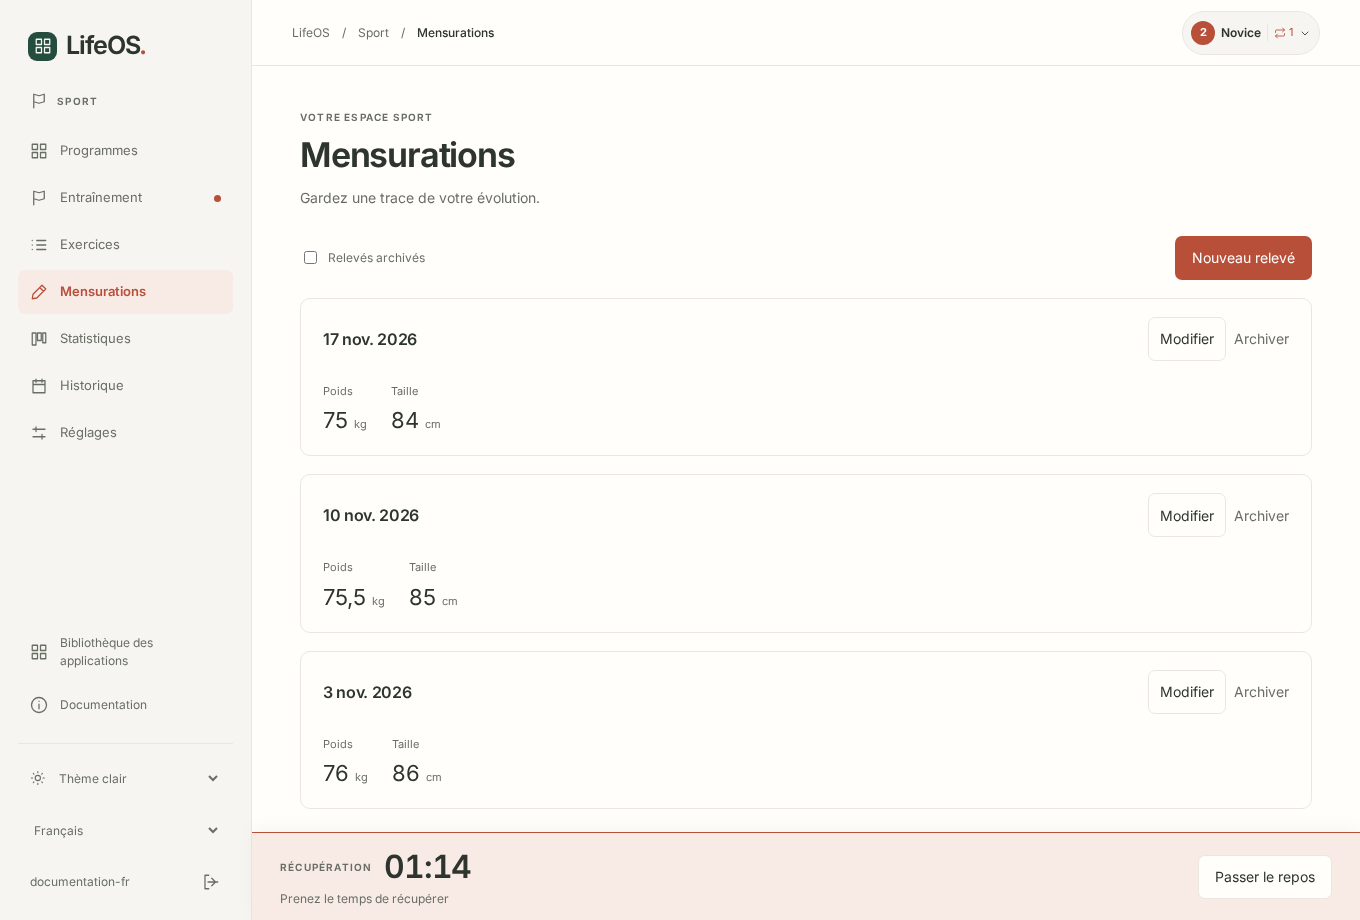 LifeOS.
SPORT
Programmes
Entraînement
Exercices
Mensurations
Statistiques
Historique
Réglages
Bibliothèque des
applications
Documentation
Thème clair
Français
documentation-fr
LifeOS / Sport / Mensurations
2 Novice 1
VOTRE ESPACE SPORT
Mensurations
Gardez une trace de votre évolution.
Relevés archivés
Nouveau relevé
17 nov. 2026
Modifier Archiver
Poids Taille
75 kg 84 cm
10 nov. 2026
Modifier Archiver
Poids Taille
75,5 kg 85 cm
3 nov. 2026
Modifier Archiver
Poids Taille
76 kg 86 cm
RÉCUPÉRATION 01:14
Prenez le temps de récupérer
Passer le repos